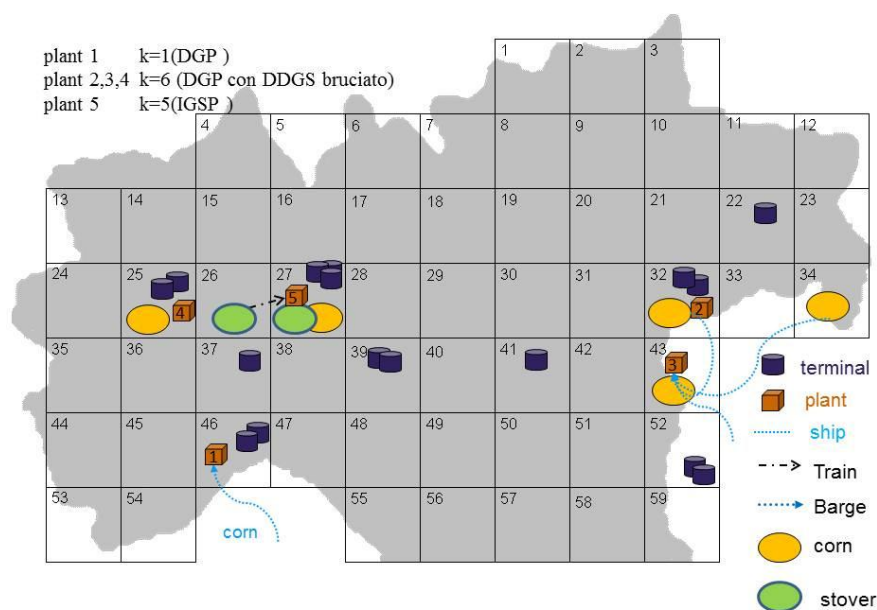 plant 1 k=1(DGP )
plant 2,3,4 k=6 (DGP con DDGS bruciato)
plant 5 k=5(IGSP )
1 2 3
4 5 6 7 8 9 10 11 12
13 14 15 16 17 18 19 20 21 22 23
24 25 26 27 28 29 30 31 32 33 34
4 5 2
35 36 37 38 39 40 41 42 43
3
terminal
plant
44 45 46 47 48 49 50 51 52
1
ship
Train
53 54 55 56 57 58 59
Barge
corn
corn
stover